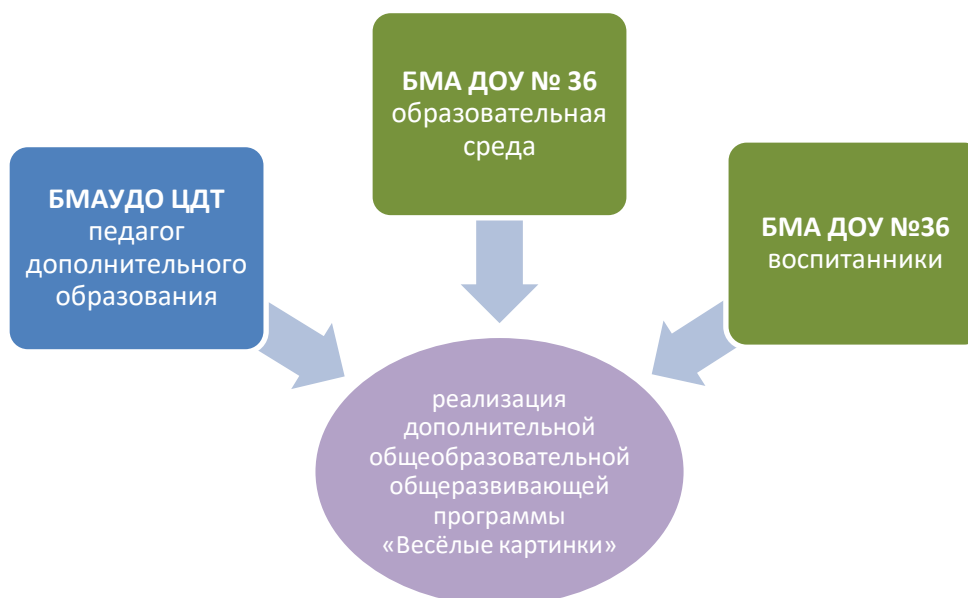 БМА ДОУ № 36
образовательная
среда
БМАУДО ЦДТ
педагог
дополнительного
образования
БМА ДОУ №36
воспитанники
реализация
дополнительной
общеобразовательной
общеразвивающей
программы
«Весёлые картинки»